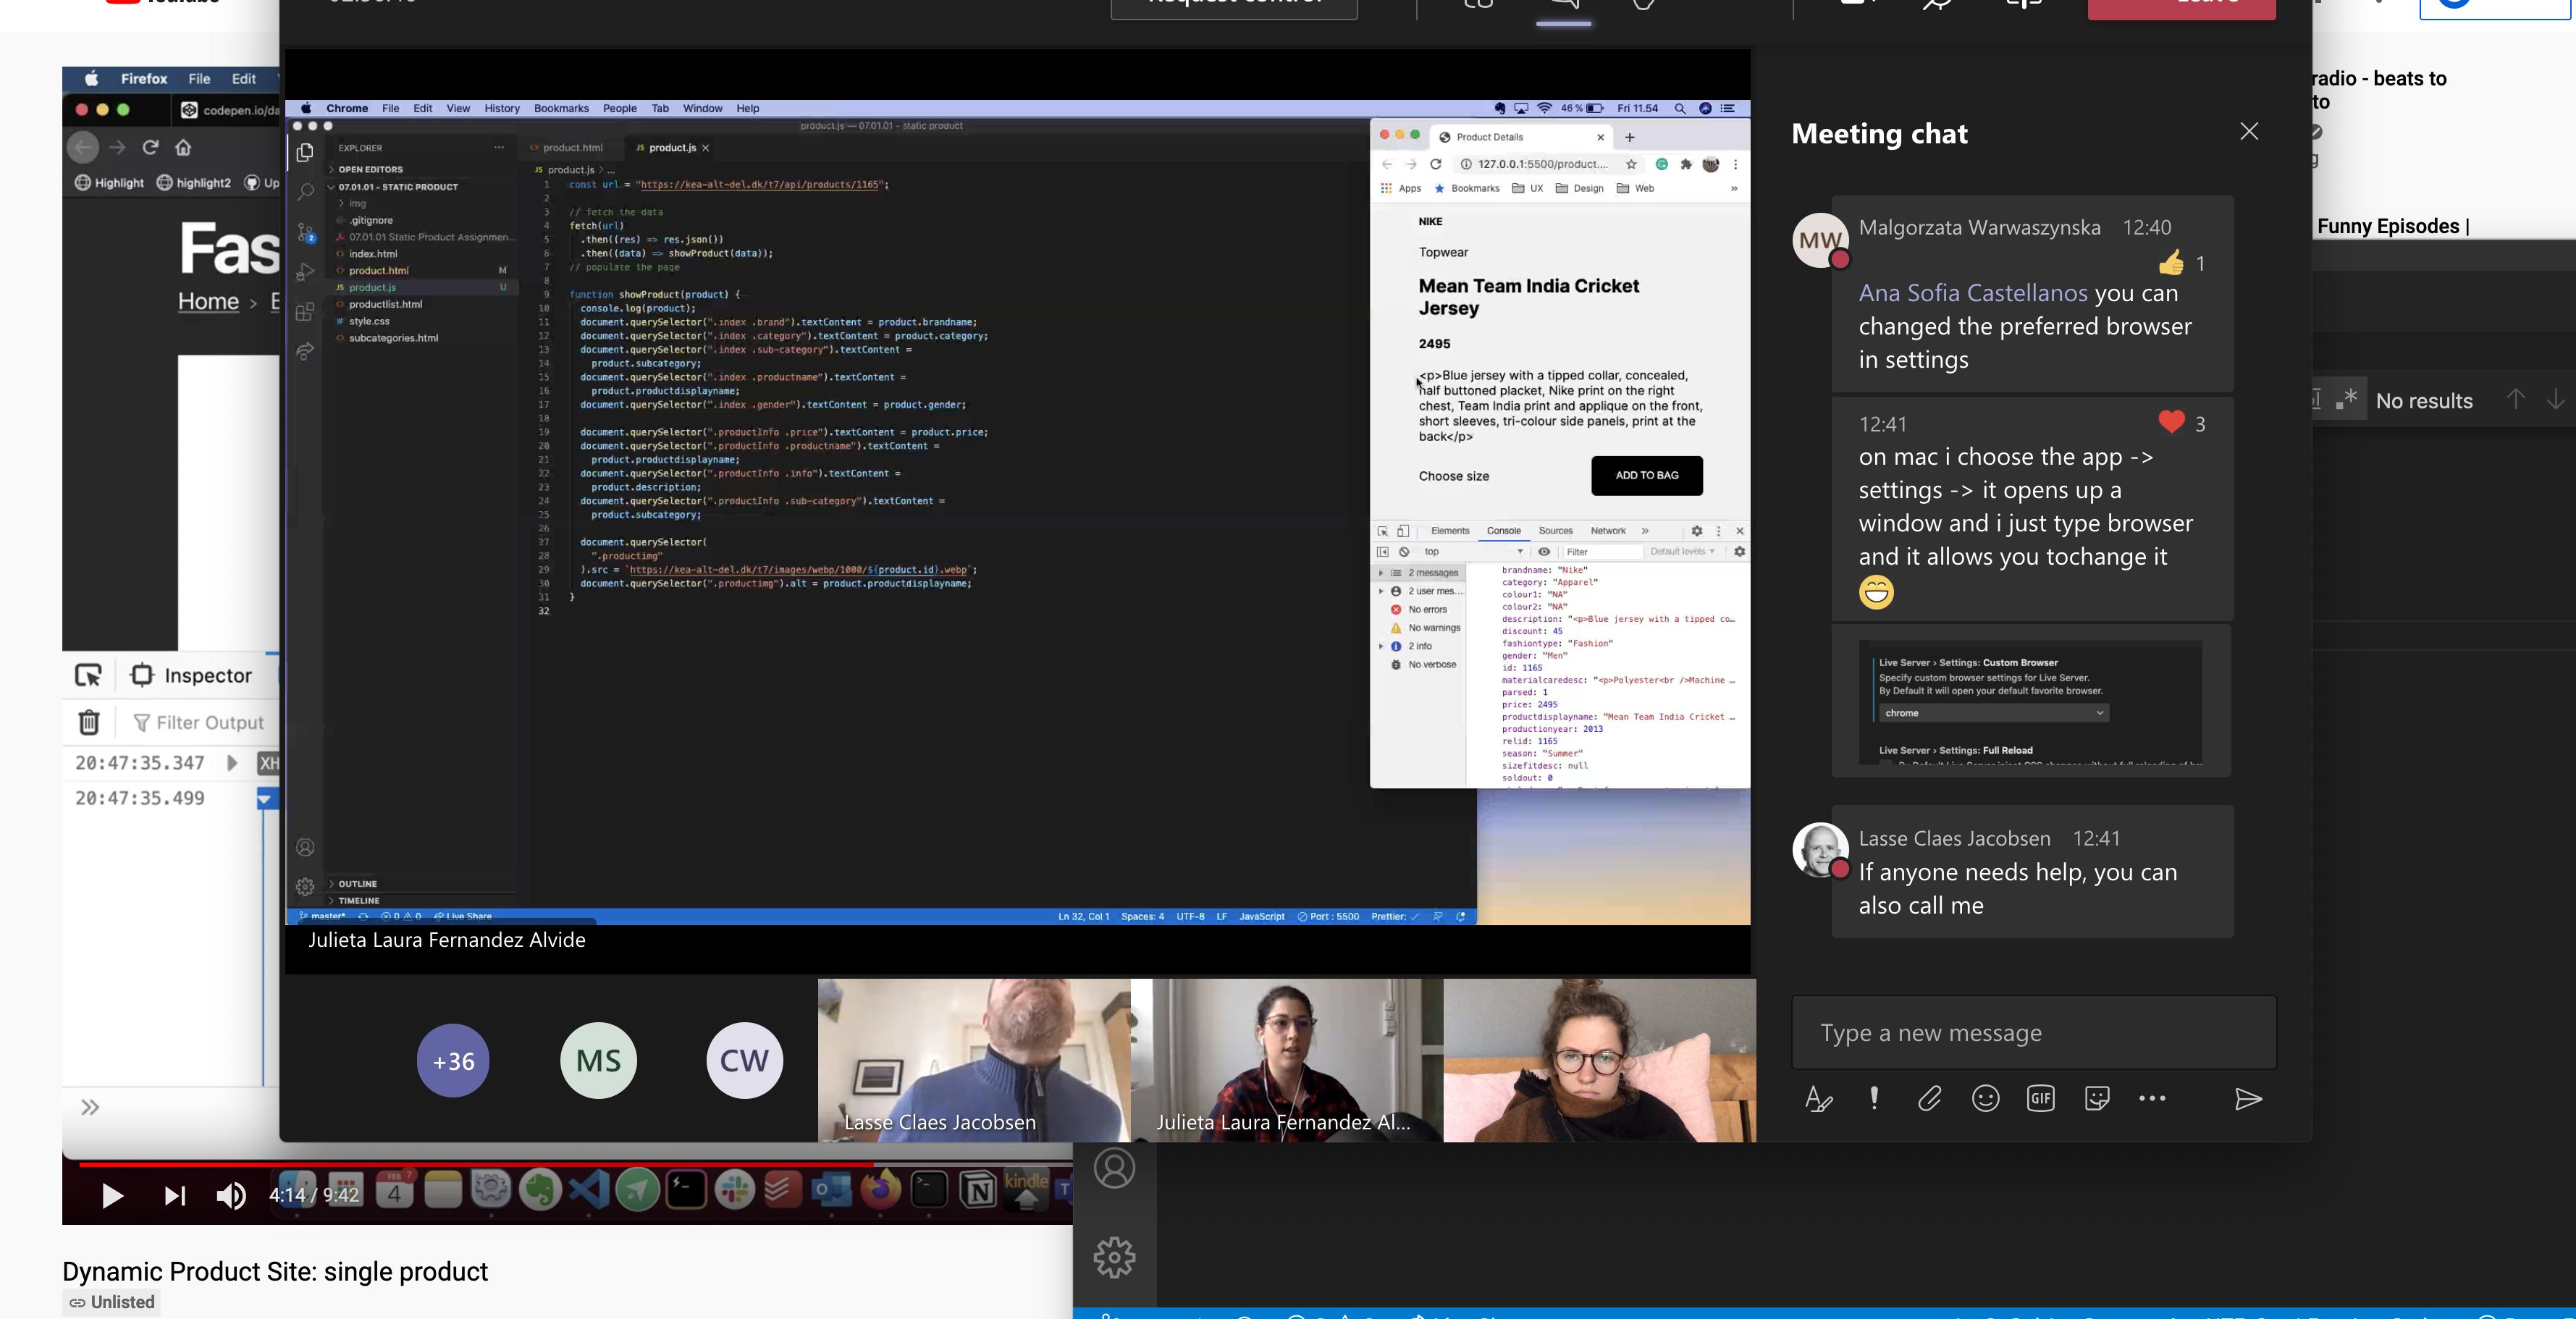 Firefox File Edit
codepen.io/da
Highlight highlight2 Up
Fas
Home >
Inspector
Filter Output
20:47:35.347 XH
20:47:35.499
4:14 / 9:42
FEB
4
kindle
Dynamic Product Site: single product
Unlisted
Chrome File Edit View History Bookmarks People Tab Window Help
46 % Fri 11.54
product.js — 07.01.01 - static product
EXPLORER
OPEN EDITORS
07.01.01 - STATIC PRODUCT
img
.gitignore
07.01.01 Static Product Assignmen...
index.html
product.html M
product.js U
productlist.html
style.css
subcategories.html
OUTLINE
TIMELINE
product.html
JS product.js
JS product.js > ...
1 const url = "https://kea-alt-del.dk/t7/api/products/1165";
2
3 // fetch the data
4 fetch(url)
5 .then((res) => res.json())
6 .then((data) => showProduct(data));
7 // populate the page
8
9 function showProduct(product) {
10 console.log(product);
11 document.querySelector(".index .brand").textContent = product.brandname;
12 document.querySelector(".index .category").textContent = product.category;
13 document.querySelector(".index .sub-category").textContent =
14 product.subcategory;
15 document.querySelector(".index .productname").textContent =
16 product.productdisplayname;
17 document.querySelector(".index .gender").textContent = product.gender;
18
19 document.querySelector(".productInfo .price").textContent = product.price;
20 document.querySelector(".productInfo .productname").textContent =
21 product.productdisplayname;
22 document.querySelector(".productInfo .info").textContent =
23 product.description;
24 document.querySelector(".productInfo .sub-category").textContent =
25 product.subcategory;
26
27 document.querySelector(
28 ".productimg"
29 ).src = `https://kea-alt-del.dk/t7/images/webp/1000/${product.id}.webp`;
30 document.querySelector(".productimg").alt = product.productdisplayname;
31 }
32
master* 0 0 Live Share
Ln 32, Col 1 Spaces: 4 UTF-8 LF JavaScript Port : 5500 Prettier: ✓
Product Details
127.0.0.1:5500/product....
Apps Bookmarks UX Design Web »
NIKE
Topwear
Mean Team India Cricket
Jersey
2495
<p>Blue jersey with a tipped collar, concealed,
half buttoned placket, Nike print on the right
chest, Team India print and applique on the front,
short sleeves, tri-colour side panels, print at the
back</p>
Choose size
ADD TO BAG
Elements Console Sources Network »
top Filter Default levels
2 messages
2 user mes...
No errors
No warnings
2 info
No verbose
brandname: "Nike"
category: "Apparel"
colour1: "NA"
colour2: "NA"
description: "<p>Blue jersey with a tipped co…
discount: 45
fashiontype: "Fashion"
gender: "Men"
id: 1165
materialcaredesc: "<p>Polyester<br />Machine …
parsed: 1
price: 2495
productdisplayname: "Mean Team India Cricket …
productionyear: 2013
relid: 1165
season: "Summer"
sizefitdesc: null
soldout: 0
Julieta Laura Fernandez Alvide
+36
MS
CW
Lasse Claes Jacobsen
Julieta Laura Fernandez Al...
Meeting chat
MW
Malgorzata Warwaszynska 12:40
1
Ana Sofia Castellanos you can
changed the preferred browser
in settings
12:41 3
on mac i choose the app ->
settings -> it opens up a
window and i just type browser
and it allows you tochange it
Live Server › Settings: Custom Browser
Specify custom browser settings for Live Server.
By Default it will open your default favorite browser.
chrome
Live Server › Settings: Full Reload
Lasse Claes Jacobsen 12:41
If anyone needs help, you can
also call me
Type a new message
GIF
radio - beats to
to
Funny Episodes |
No results